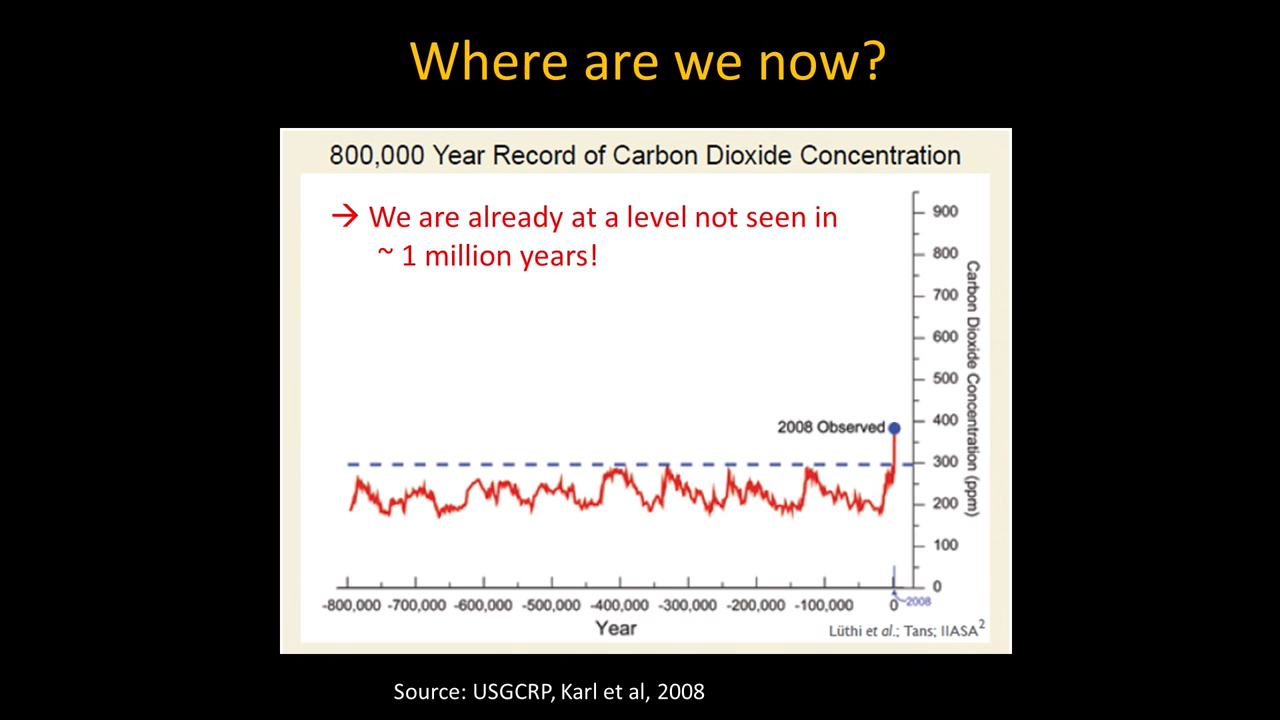 Where are we now?
800,000 Year Record of Carbon Dioxide Concentration
→ We are already at a level not seen in
~ 1 million years!
900
800
700
600
500
400
300
200
100
0
Carbon Dioxide Concentration (ppm)
2008 Observed
-800,000 -700,000 -600,000 -500,000 -400,000 -300,000 -200,000 -100,000 0 2008
Year
Lüthi et al.; Tans; IIASA²
Source: USGCRP, Karl et al, 2008